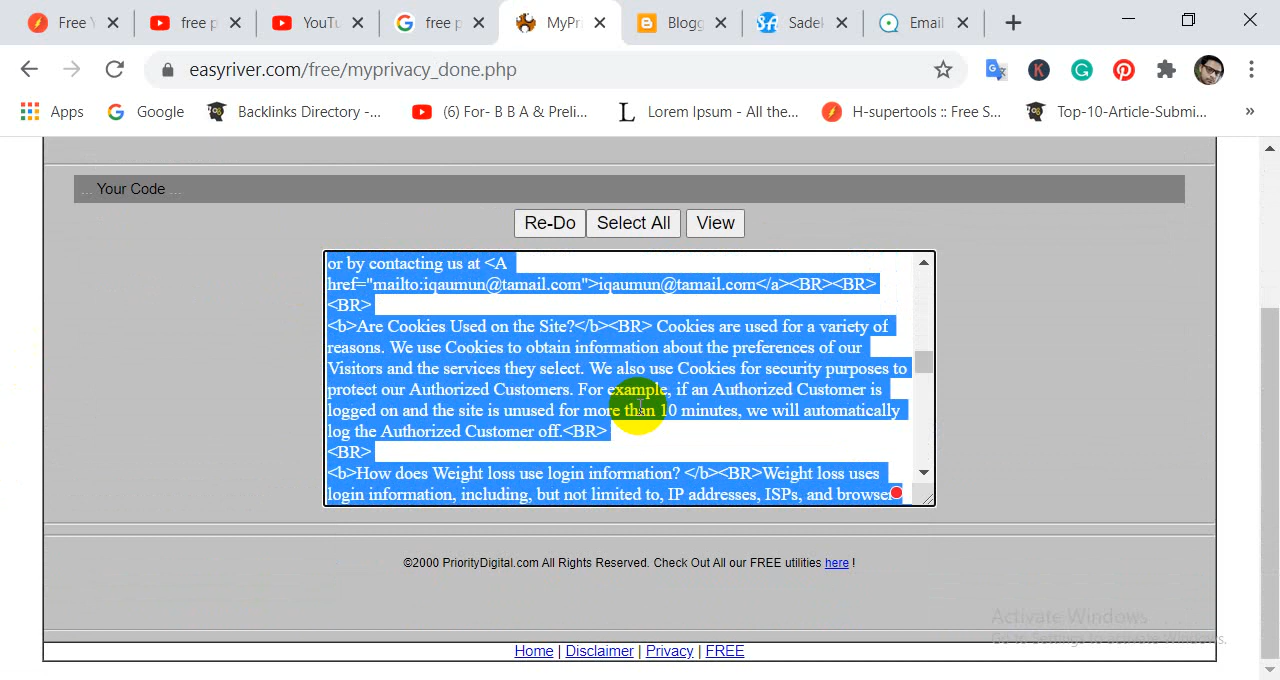 Free Y
free p
YouTu
free p
MyPri
Blogg
Sadek
Email
easyriver.com/free/myprivacy_done.php
Apps
Google
Backlinks Directory -...
(6) For- B B A & Preli...
Lorem Ipsum - All the...
H-supertools :: Free S...
Top-10-Article-Submi...
»
... Your Code ...
Re-Do Select All View
or by contacting us at <A
href="mailto:iqaumun@tamail.com">iqaumun@tamail.com</a><BR><BR>
<BR>
<b>Are Cookies Used on the Site?</b><BR> Cookies are used for a variety of
reasons. We use Cookies to obtain information about the preferences of our
Visitors and the services they select. We also use Cookies for security purposes to
protect our Authorized Customers. For example, if an Authorized Customer is
logged on and the site is unused for more than 10 minutes, we will automatically
log the Authorized Customer off.<BR>
<BR>
<b>How does Weight loss use login information? </b><BR>Weight loss uses
login information, including, but not limited to, IP addresses, ISPs, and browser
©2000 PriorityDigital.com All Rights Reserved. Check Out All our FREE utilities here !
Activate Windows
Go to Settings to activate Windows.
Home | Disclaimer | Privacy | FREE